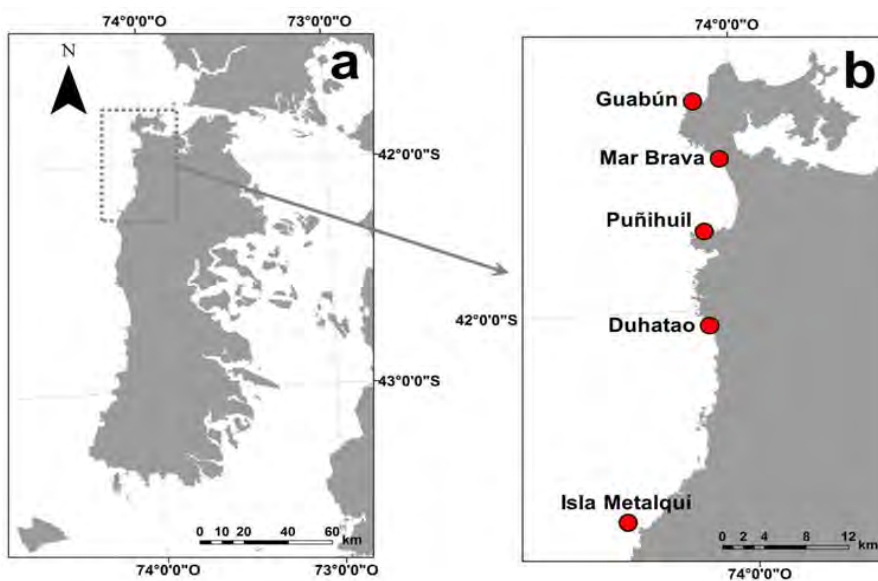 74°0'0"O 73°0'0"O
N
a
42°0'0"S
43°0'0"S
0 10 20 40 60
km
74°0'0"O 73°0'0"O
74°0'0"O
b
Guabún
Mar Brava
Puñihuil
42°0'0"S
Duhatao
Isla Metalqui
0 2 4 8 12
km
74°0'0"O